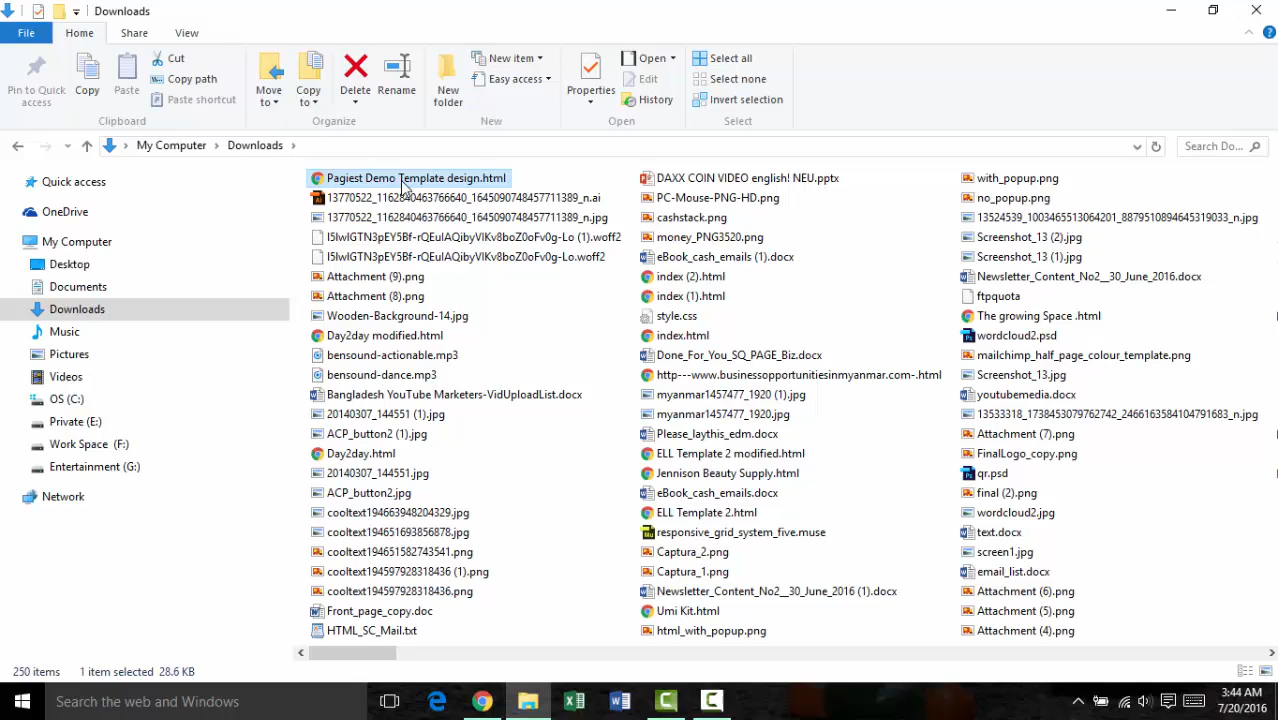 Downloads
File Home Share View
Pin to Quick access
Copy
Paste
Cut
Copy path
Paste shortcut
Clipboard
Move to
Copy to
Delete
Rename
Organize
New folder
New item
Easy access
New
Properties
Open
Edit
History
Open
Select all
Select none
Invert selection
Select
My Computer Downloads
Search Do...
Quick access
OneDrive
My Computer
Desktop
Documents
Downloads
Music
Pictures
Videos
OS (C:)
Private (E:)
Work Space (F:)
Entertainment (G:)
Network
Pagiest Demo Template design.html
13770522_1162840463766640_1645090748457711389_n.ai
13770522_1162840463766640_1645090748457711389_n.jpg
I5IwIGTN3pEY5Bf-rQEuIAQibyVIKv8boZ0oFv0g-Lo (1).woff2
I5IwIGTN3pEY5Bf-rQEuIAQibyVIKv8boZ0oFv0g-Lo.woff2
Attachment (9).png
Attachment (8).png
Wooden-Background-14.jpg
Day2day modified.html
bensound-actionable.mp3
bensound-dance.mp3
Bangladesh YouTube Marketers-VidUploadList.docx
20140307_144551 (1).jpg
ACP_button2 (1).jpg
Day2day.html
20140307_144551.jpg
ACP_button2.jpg
cooltext194663948204329.jpg
cooltext194651693856878.jpg
cooltext194651582743541.png
cooltext194597928318436 (1).png
cooltext194597928318436.png
Front_page_copy.doc
HTML_SC_Mail.txt
DAXX COIN VIDEO english! NEU.pptx
PC-Mouse-PNG-HD.png
cashstack.png
money_PNG3520.png
eBook_cash_emails (1).docx
index (2).html
index (1).html
style.css
index.html
Done_For_You_SQ_PAGE_Biz.docx
http---www.businessopportunitiesinmyanmar.com-.html
myanmar1457477_1920 (1).jpg
myanmar1457477_1920.jpg
Please_laythis_edm.docx
ELL Template 2 modified.html
Jennison Beauty Supply.html
eBook_cash_emails.docx
ELL Template 2.html
responsive_grid_system_five.muse
Captura_2.png
Captura_1.png
Newsletter_Content_No2__30_June_2016 (1).docx
Umi Kit.html
html_with_popup.png
with_popup.png
no_popup.png
13524539_1003465513064201_8879510894645319033_n.jpg
Screenshot_13 (2).jpg
Screenshot_13 (1).jpg
Newsletter_Content_No2__30_June_2016.docx
ftpquota
The growing Space .html
wordcloud2.psd
mailchimp_half_page_colour_template.png
Screenshot_13.jpg
youtubemedia.docx
13533318_1738453079762742_2466163584104791683_n.jpg
Attachment (7).png
FinalLogo_copy.png
qr.psd
final (2).png
wordcloud2.jpg
text.docx
screen1.jpg
email_list.docx
Attachment (6).png
Attachment (5).png
Attachment (4).png
250 items 1 item selected 28.6 KB
Search the web and Windows
3:44 AM
7/20/2016